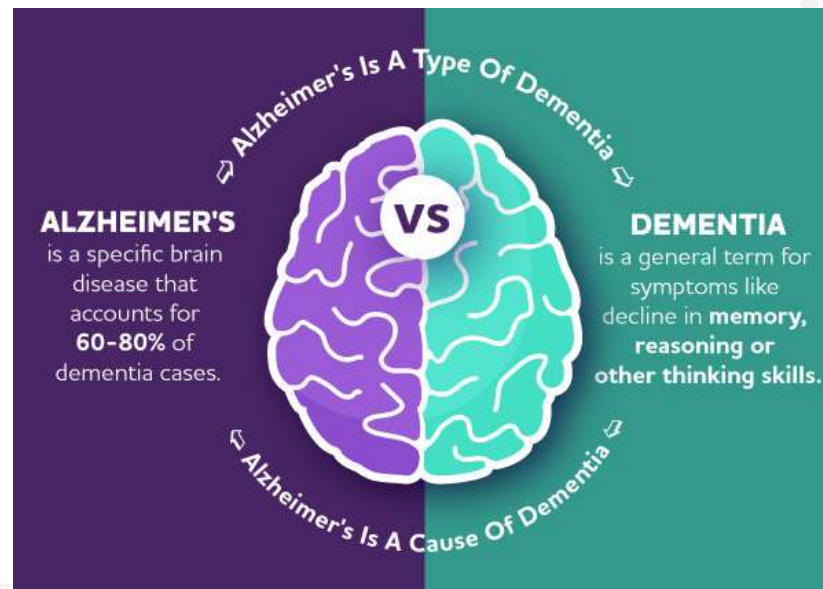 Alzheimer's Is A Type Of Dementia
VS
ALZHEIMER'S
is a specific brain
disease that
accounts for
60-80% of
dementia cases.
DEMENTIA
is a general term for
symptoms like
decline in memory,
reasoning or
other thinking skills.
Alzheimer's Is A Cause Of Dementia